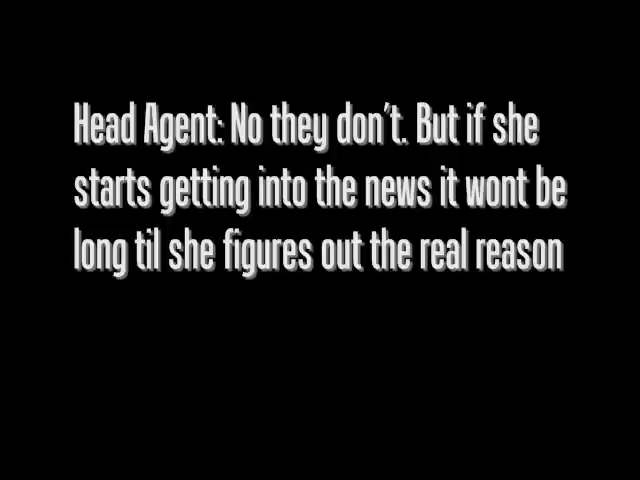 Head Agent: No they don't. But if she
starts getting into the news it wont be
long til she figures out the real reason